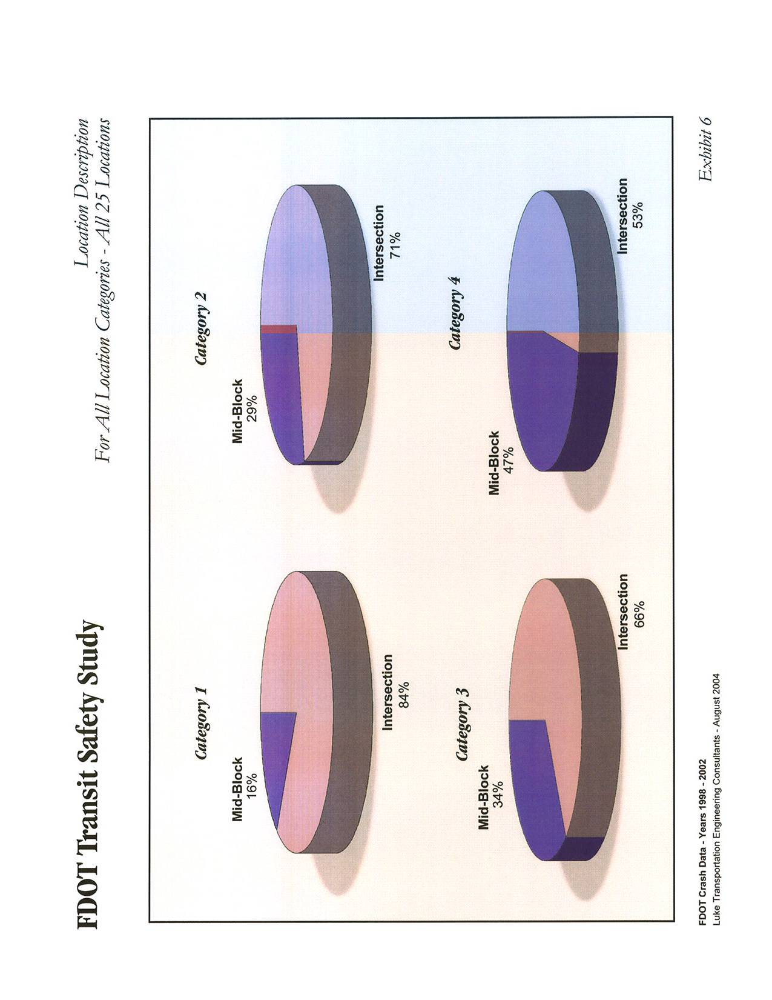 FDOT Transit Safety Study
Location Description
For All Location Categories - All 25 Locations
Category 1
Mid-Block
16%
Intersection
84%
Category 2
Mid-Block
29%
Intersection
71%
Category 3
Mid-Block
34%
Intersection
66%
Category 4
Mid-Block
47%
Intersection
53%
FDOT Crash Data - Years 1998 - 2002
Luke Transportation Engineering Consultants - August 2004
Exhibit 6